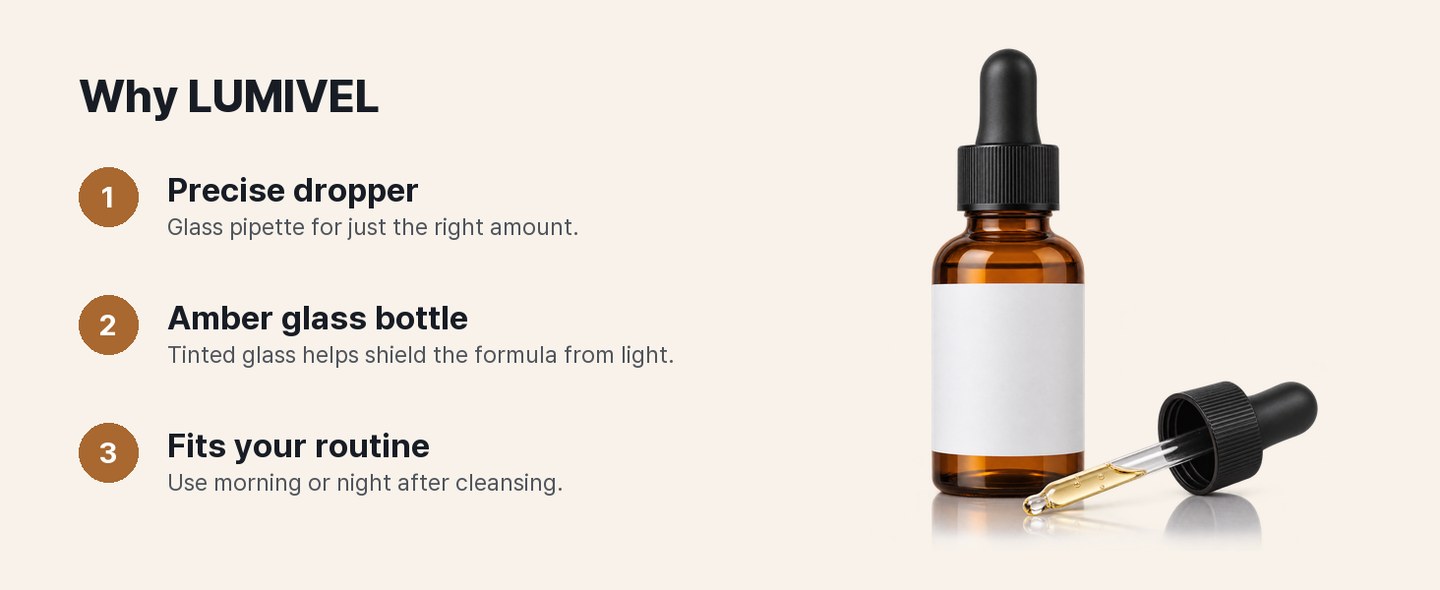 Why LUMIVEL
1
Precise dropper
Glass pipette for just the right amount.
2
Amber glass bottle
Tinted glass helps shield the formula from light.
3
Fits your routine
Use morning or night after cleansing.